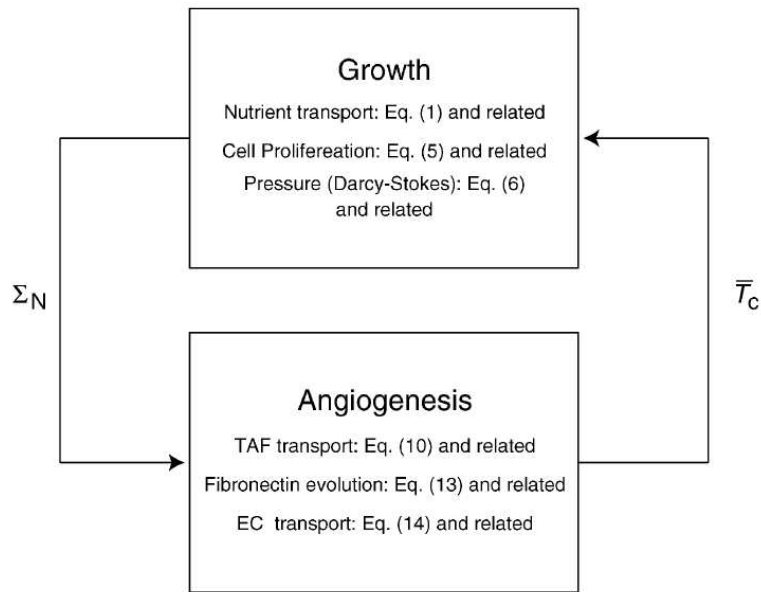 Growth
Nutrient transport: Eq. (1) and related
Cell Prolifereation: Eq. (5) and related
Pressure (Darcy-Stokes): Eq. (6)
and related
Σ_N
T̿_c
Angiogenesis
TAF transport: Eq. (10) and related
Fibronectin evolution: Eq. (13) and related
EC transport: Eq. (14) and related